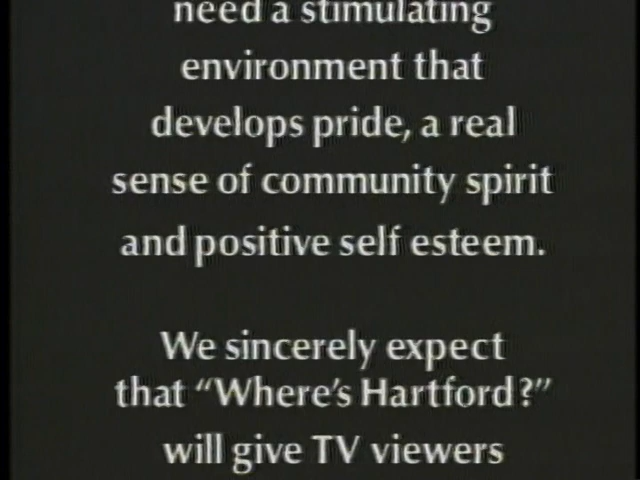 need a stimulating
environment that
develops pride, a real
sense of community spirit
and positive self esteem.
We sincerely expect
that “Where’s Hartford?”
will give TV viewers